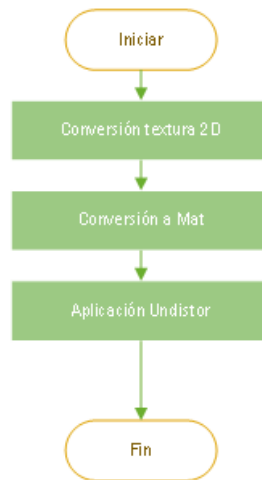 Iniciar
Conversión textura 2D
Conversión a Mat
Aplicación Undistor
Fin